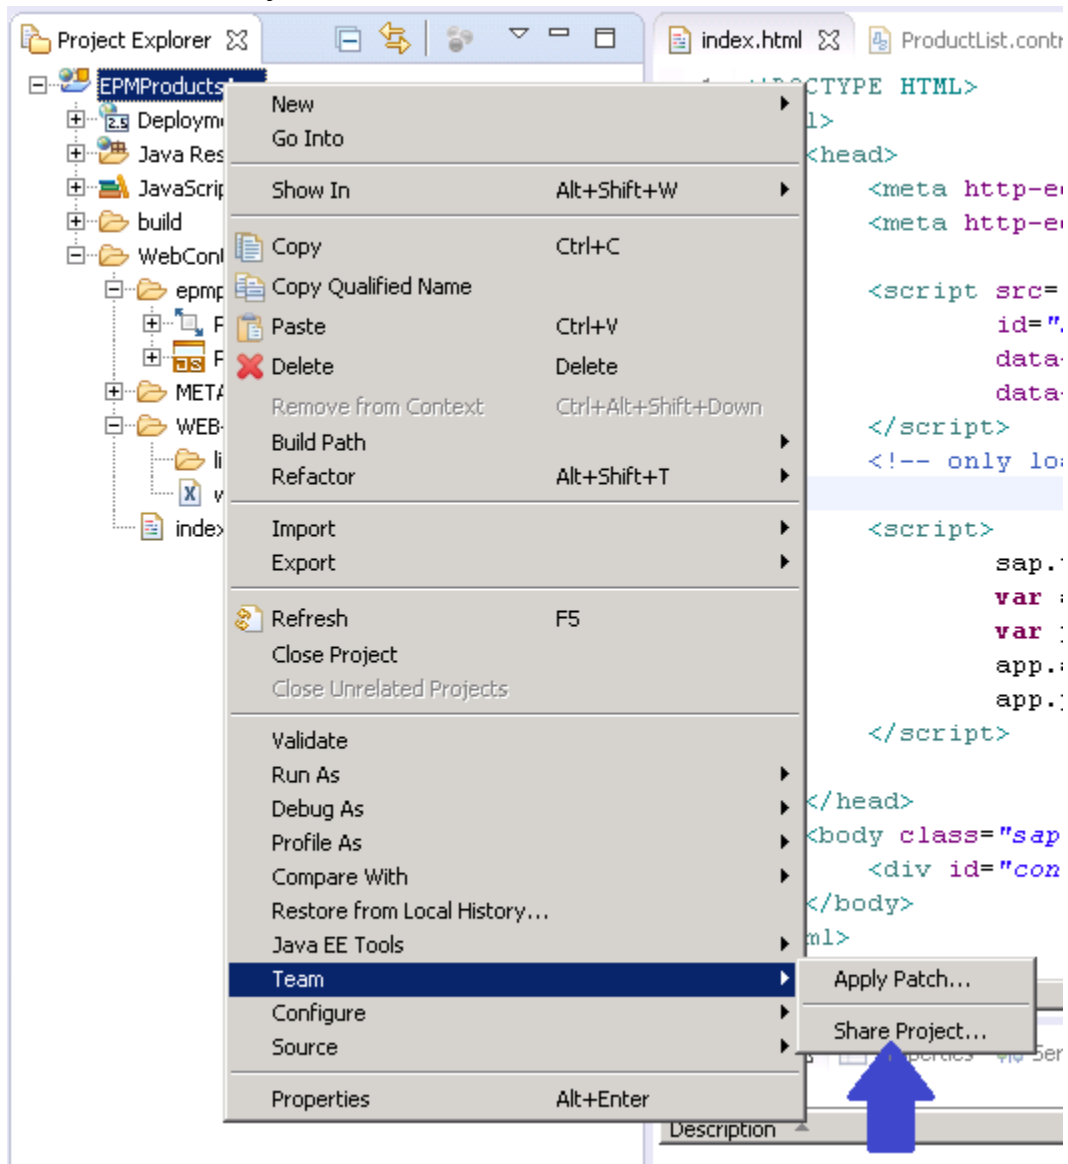 Project Explorer
index.html
ProductList.contr
EPMProducts
Deployme
Java Res
JavaScrip
build
WebCont
epmp
META
WEB-
li
index
New
Go Into
Show In Alt+Shift+W
Copy Ctrl+C
Copy Qualified Name
Paste Ctrl+V
Delete Delete
Remove from Context Ctrl+Alt+Shift+Down
Build Path
Refactor Alt+Shift+T
Import
Export
Refresh F5
Close Project
Close Unrelated Projects
Validate
Run As
Debug As
Profile As
Compare With
Restore from Local History...
Java EE Tools
Team
Configure
Source
Properties Alt+Enter
Apply Patch...
Share Project...
CTYPE HTML>
l>
<head>
<meta http-e
<meta http-e
<script src=
id="
data-
data-
</script>
<!-- only lo
<script>
sap.
var
var
app.
app.
</script>
</head>
<body class="sap
<div id="con
</body>
ml>
Properties
Ser
Description